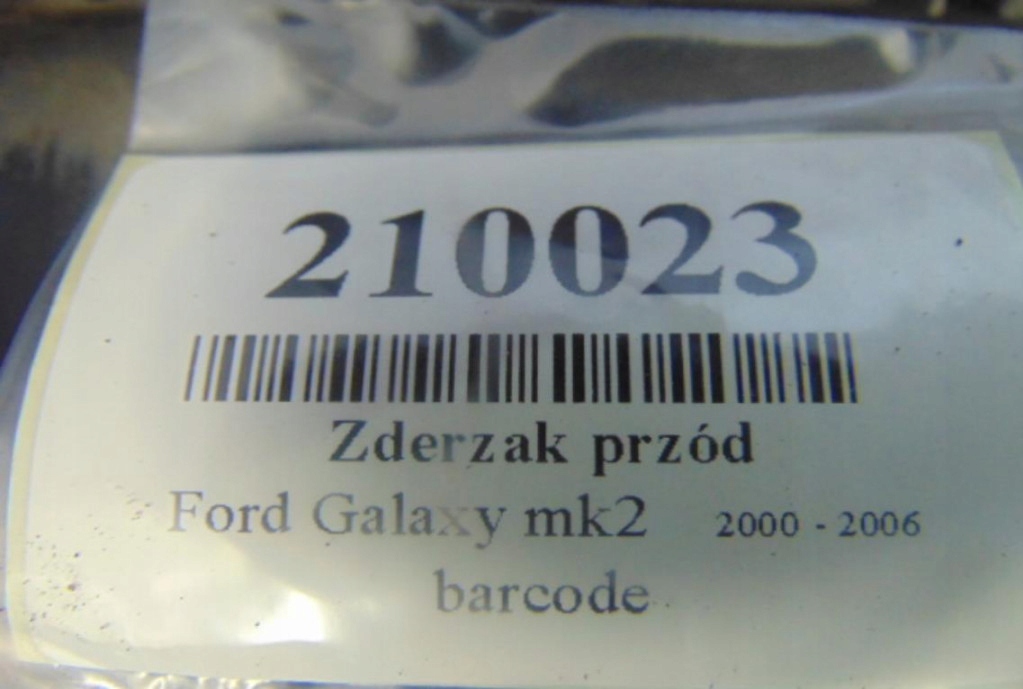 210023
Zderzak przód
Ford Galaxy mk2 2000 - 2006
barcode